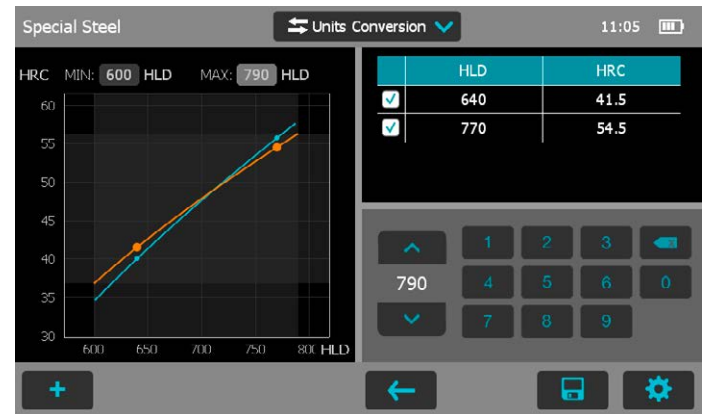 Special Steel Units Conversion 11:05
HRC MIN: 600 HLD MAX: 790 HLD
60
55
50
45
40
35
30
600 650 700 750 800 HLD
HLD HRC
640 41.5
770 54.5
790
1 2 3
4 5 6 0
7 8 9
+